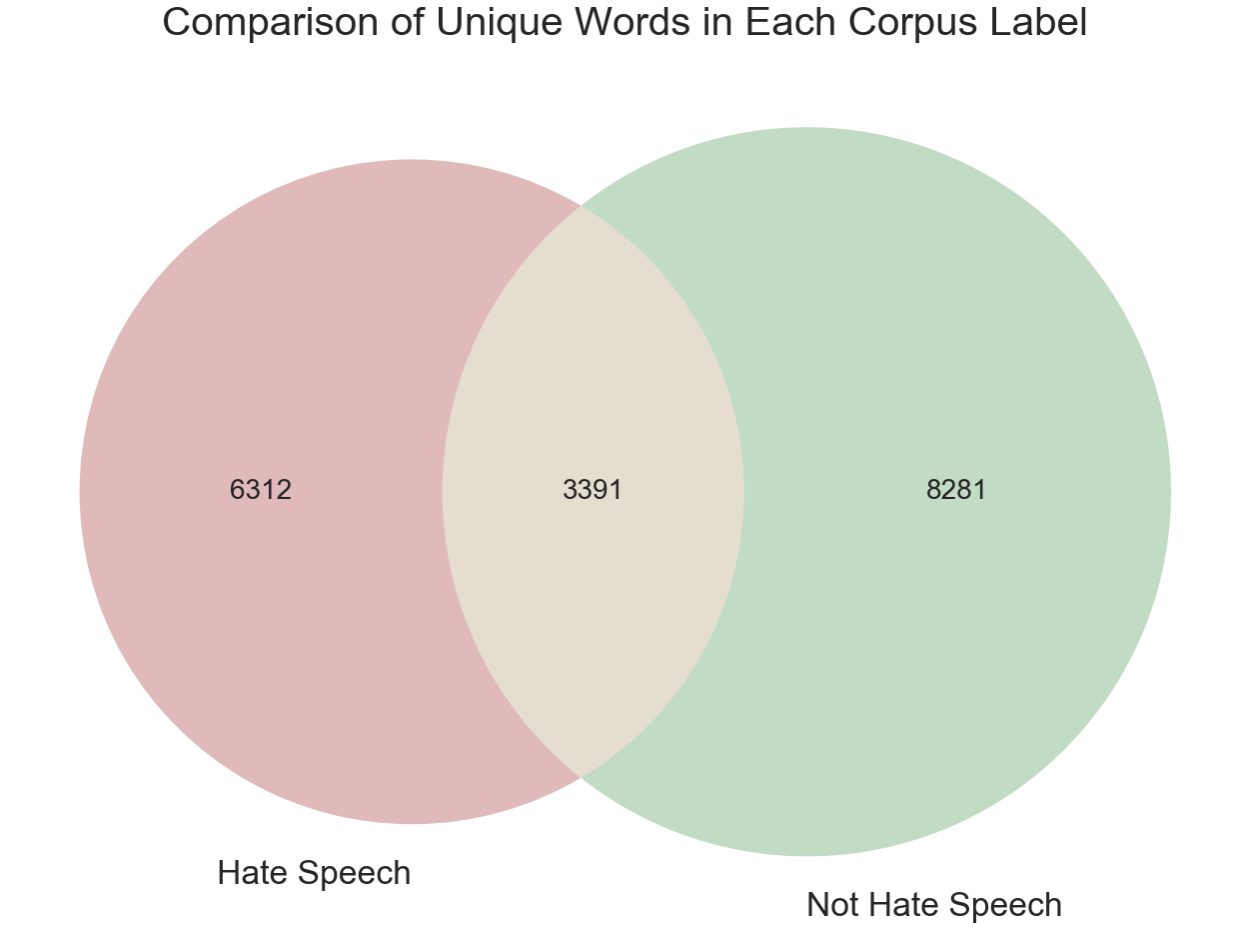 Comparison of Unique Words in Each Corpus Label
6312
3391
8281
Hate Speech
Not Hate Speech